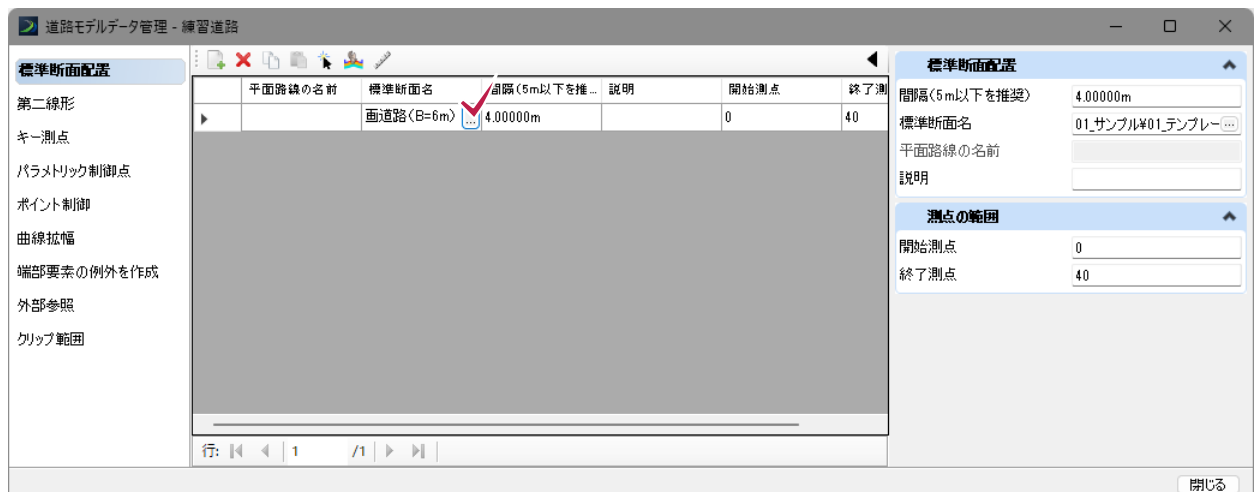 道路モデルデータ管理 - 練習道路
標準断面配置
第二線形
キー測点
パラメトリック制御点
ポイント制御
曲線拡幅
端部要素の例外を作成
外部参照
クリップ範囲
平面路線の名前 標準断面名 間隔(5m以下を推... 説明 開始測点 終了測
画道路(B=6m) ... 4.00000m 0 40
行: 1 /1
標準断面配置
間隔(5m以下を推奨) 4.00000m
標準断面名 01_サンプル¥01_テンプレー ...
平面路線の名前
説明
測点の範囲
開始測点 0
終了測点 40
閉じる